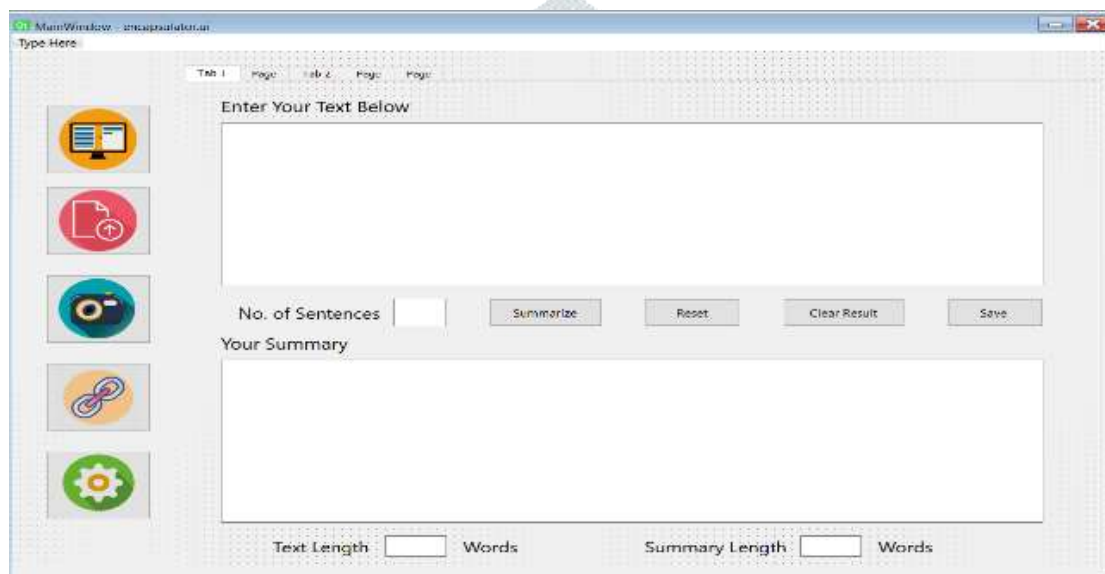 MainWindow - encapsulator.ui
Type Here
Tab 1 Page Tab 2 Page Page
Enter Your Text Below
No. of Sentences Summarize Reset Clear Result Save
Your Summary
Text Length Words Summary Length Words